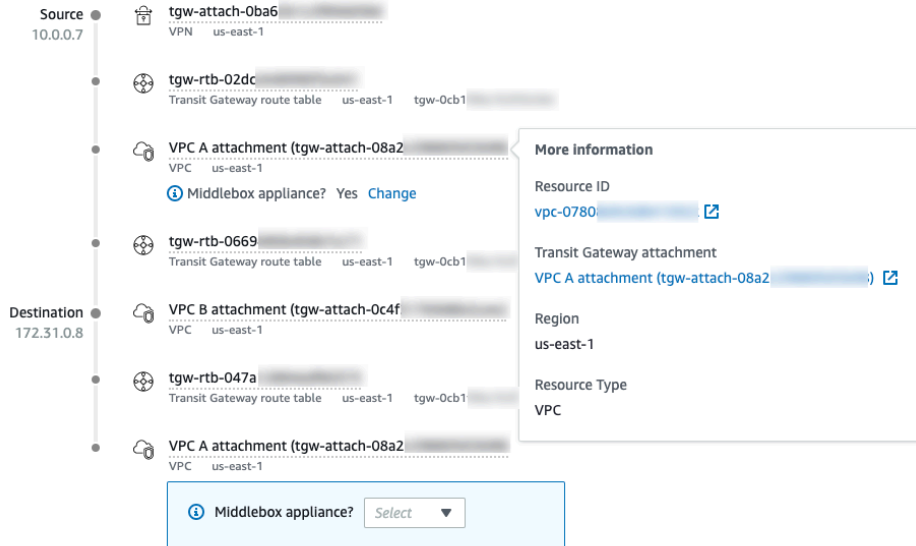 Source
10.0.0.7
tgw-attach-0ba6
VPN us-east-1
tgw-rtb-02dc
Transit Gateway route table us-east-1 tgw-0cb1
VPC A attachment (tgw-attach-08a2
VPC us-east-1
Middlebox appliance? Yes Change
tgw-rtb-0669
Transit Gateway route table us-east-1 tgw-0cb1
Destination
172.31.0.8
VPC B attachment (tgw-attach-0c4f
VPC us-east-1
tgw-rtb-047a
Transit Gateway route table us-east-1 tgw-0cb1
VPC A attachment (tgw-attach-08a2
VPC us-east-1
Middlebox appliance? Select
More information
Resource ID
vpc-0780
Transit Gateway attachment
VPC A attachment (tgw-attach-08a2 )
Region
us-east-1
Resource Type
VPC